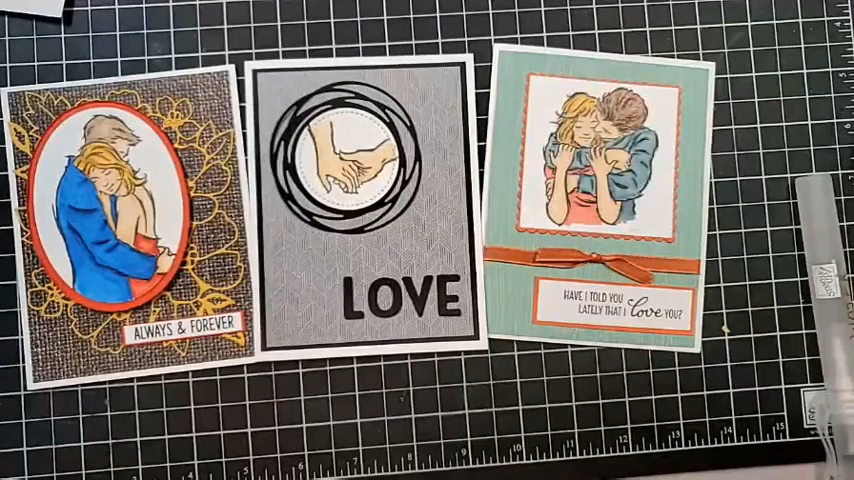 ALWAYS & FOREVER
LOVE
HAVE I TOLD YOU
LATELY THAT I Love YOU?